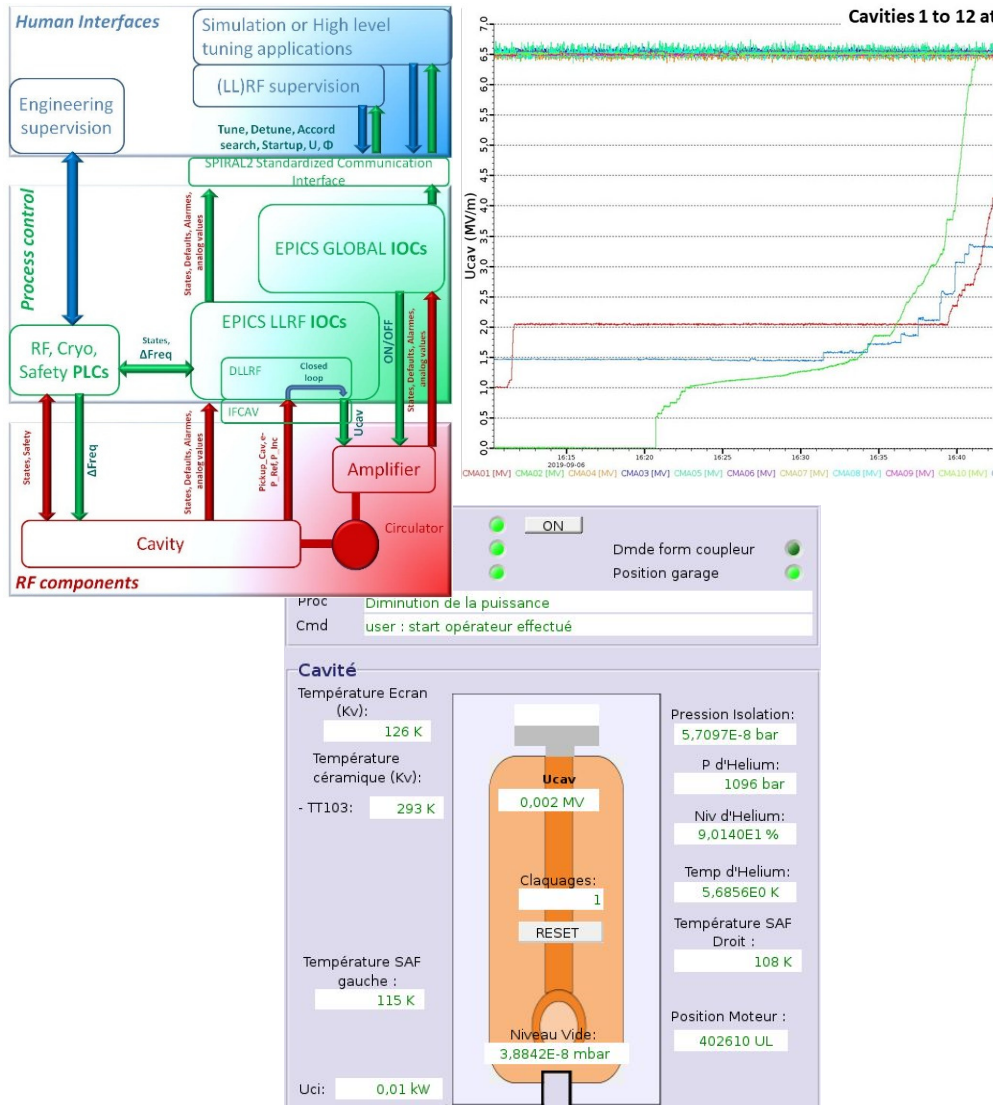 Human Interfaces
Simulation or High level
tuning applications
(LL)RF supervision
Engineering
supervision
Tune, Detune, Accord
search, Startup, U, Φ
SPIRAL2 Standardized Communication
Interface
Process control
States, Defaults, Alarmes,
analog values
EPICS GLOBAL IOCs
EPICS LLRF IOCs
RF, Cryo,
Safety PLCs
States,
ΔFreq
DLLRF
Closed
loop
IFCAV
ON/OFF
States, Defaults, Alarmes,
analog values
Ucav
States, Safety
ΔFreq
States, Defaults, Alarmes,
analog values
Pickup_Cav, e-
P_Ref, P_Inc
Amplifier
Circulator
Cavity
RF components
Cavities 1 to 12 at
Ucav (MV/m)
7,0
6,5
6,0
5,5
5,0
4,5
4,0
3,5
3,0
2,5
2,0
1,5
1,0
0,5
0,0
16:15 16:20 16:25 16:30 16:35 16:40
2019-09-06
CMA01 [MV] CMA02 [MV] CMA04 [MV] CMA03 [MV] CMA05 [MV] CMA06 [MV] CMA07 [MV] CMA08 [MV] CMA09 [MV] CMA10 [MV]
ON
Dmde form coupleur
Position garage
Proc Diminution de la puissance
Cmd user : start opérateur effectué
Cavité
Température Ecran
(Kv):
126 K
Température
céramique (Kv):
- TT103: 293 K
Température SAF
gauche :
115 K
Uci: 0,01 kW
Ucav
0,002 MV
Claquages:
1
RESET
Niveau Vide:
3,8842E-8 mbar
Pression Isolation:
5,7097E-8 bar
P d'Helium:
1096 bar
Niv d'Helium:
9,0140E1 %
Temp d'Helium:
5,6856E0 K
Température SAF
Droit :
108 K
Position Moteur :
402610 UL